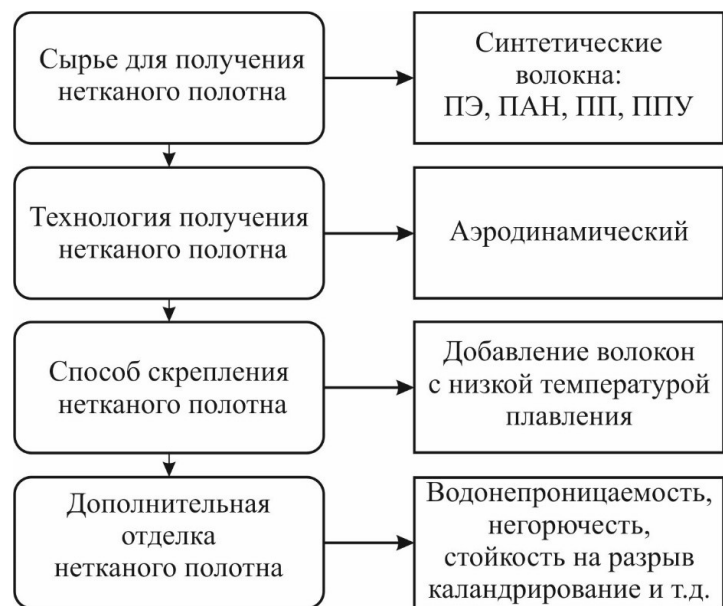 Сырье для получения
нетканого полотна
Синтетические
волокна:
ПЭ, ПАН, ПП, ППУ
Технология получения
нетканого полотна
Аэродинамический
Способ скрепления
нетканого полотна
Добавление волокон
с низкой температурой
плавления
Дополнительная
отделка
нетканого полотна
Водонепроницаемость,
негорючесть,
стойкость на разрыв
каландрирование и т.д.